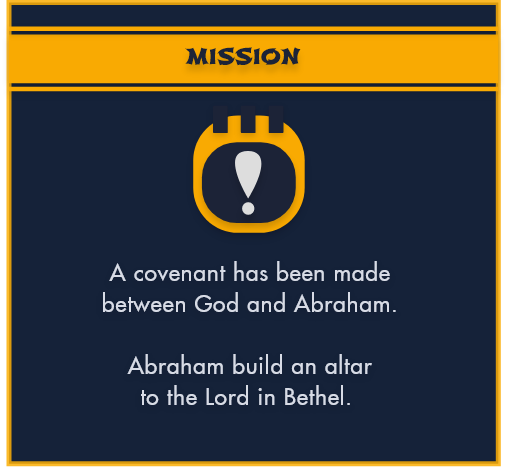 MISSION
!
A covenant has been made
between God and Abraham.
Abraham build an altar
to the Lord in Bethel.